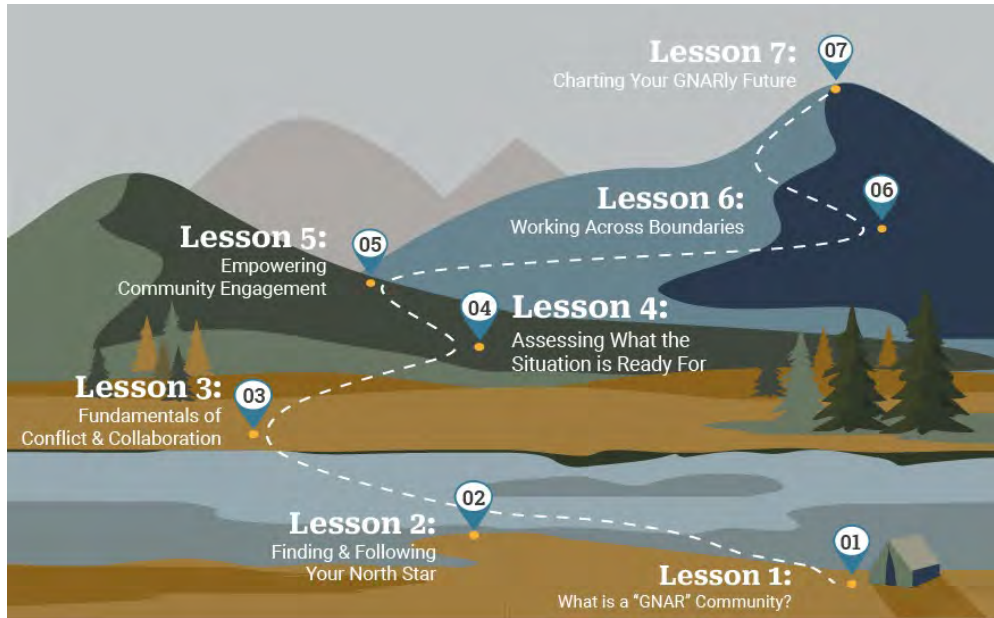 Lesson 7:
Charting Your GNARly Future
07
Lesson 6:
Working Across Boundaries
06
Lesson 5:
Empowering
Community Engagement
05
04
Lesson 4:
Assessing What the
Situation is Ready For
Lesson 3:
Fundamentals of
Conflict & Collaboration
03
Lesson 2:
Finding & Following
Your North Star
02
Lesson 1:
What is a “GNAR” Community?
01